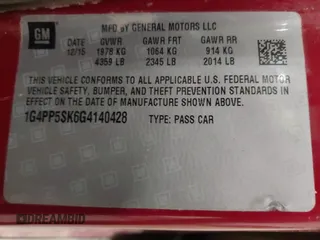 GM
MFD BY GENERAL MOTORS LLC
DATE GVWR GAWR FRT GAWR RR
12/15 1978 KG 1064 KG 914 KG
4359 LB 2345 LB 2014 LB
THIS VEHICLE CONFORMS TO ALL APPLICABLE U.S. FEDERAL MOTOR
VEHICLE SAFETY, BUMPER, AND THEFT PREVENTION STANDARDS IN
EFFECT ON THE DATE OF MANUFACTURE SHOWN ABOVE.
1G4PP5SK6G4140428 TYPE: PASS CAR
DREAMBID